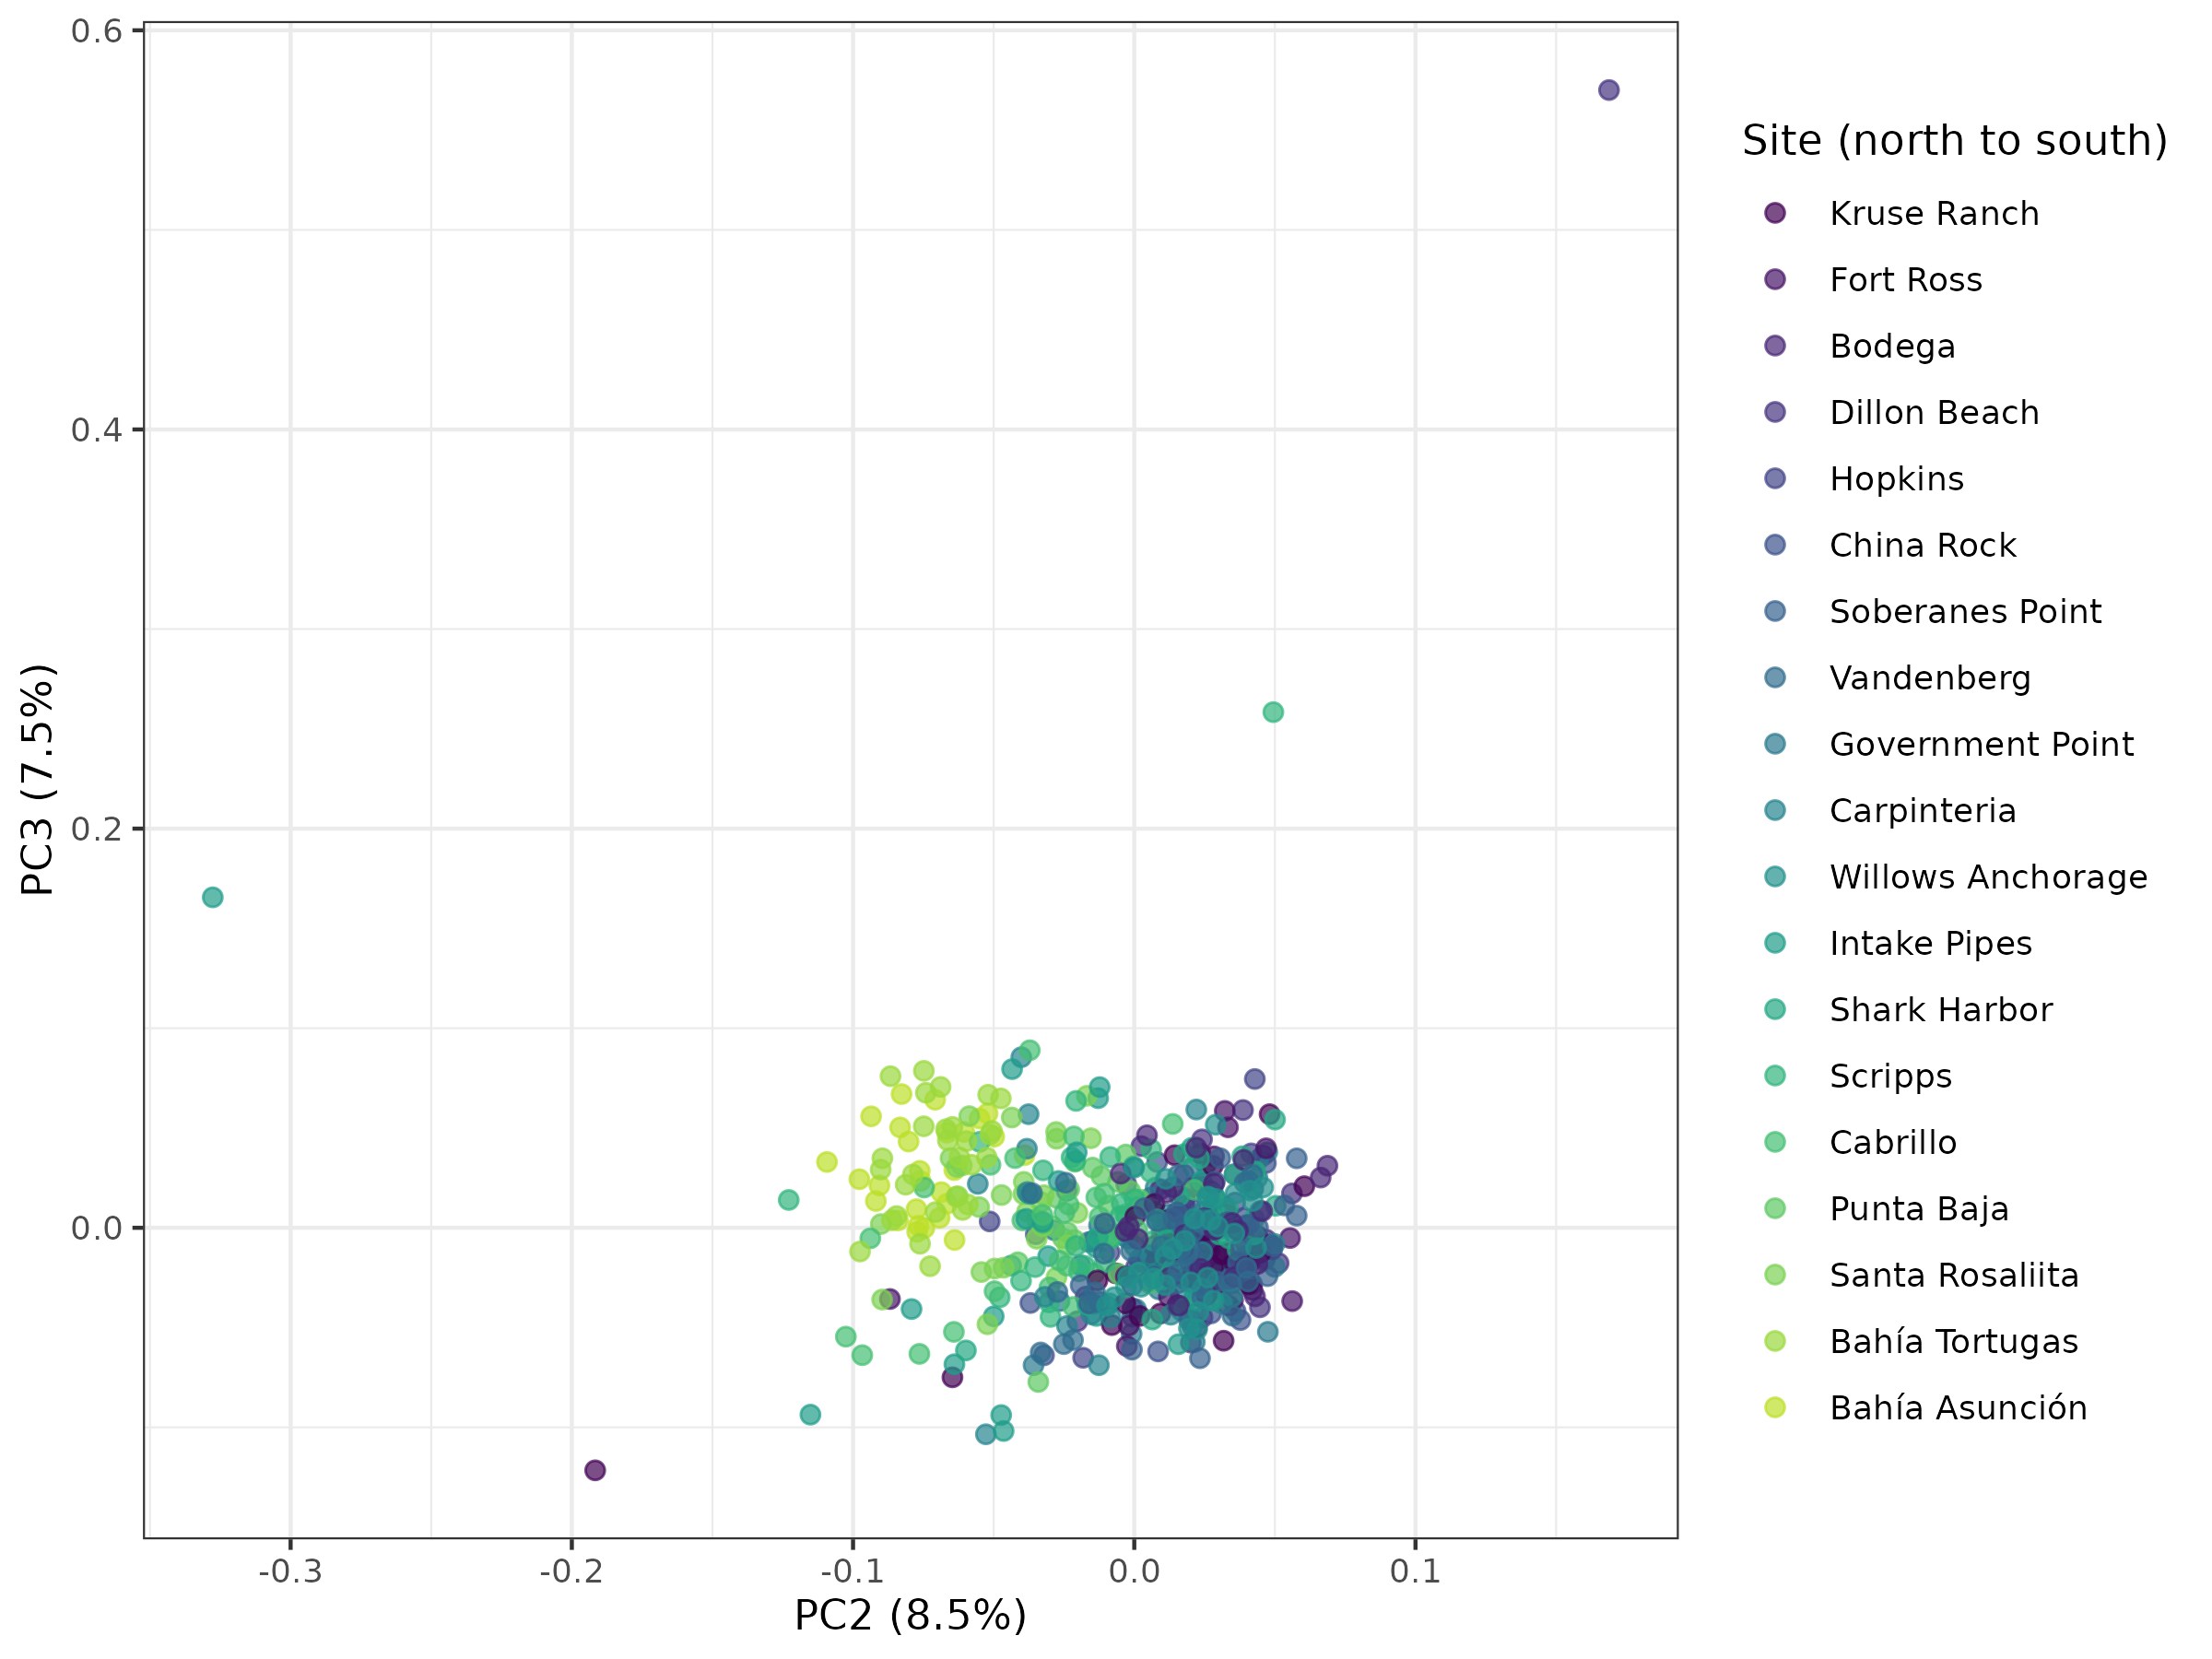 0.6
0.4
0.2
0.0
PC3 (7.5%)
-0.3
-0.2
-0.1
0.0
0.1
PC2 (8.5%)
Site (north to south)
Kruse Ranch
Fort Ross
Bodega
Dillon Beach
Hopkins
China Rock
Soberanes Point
Vandenberg
Government Point
Carpinteria
Willows Anchorage
Intake Pipes
Shark Harbor
Scripps
Cabrillo
Punta Baja
Santa Rosaliita
Bahía Tortugas
Bahía Asunción